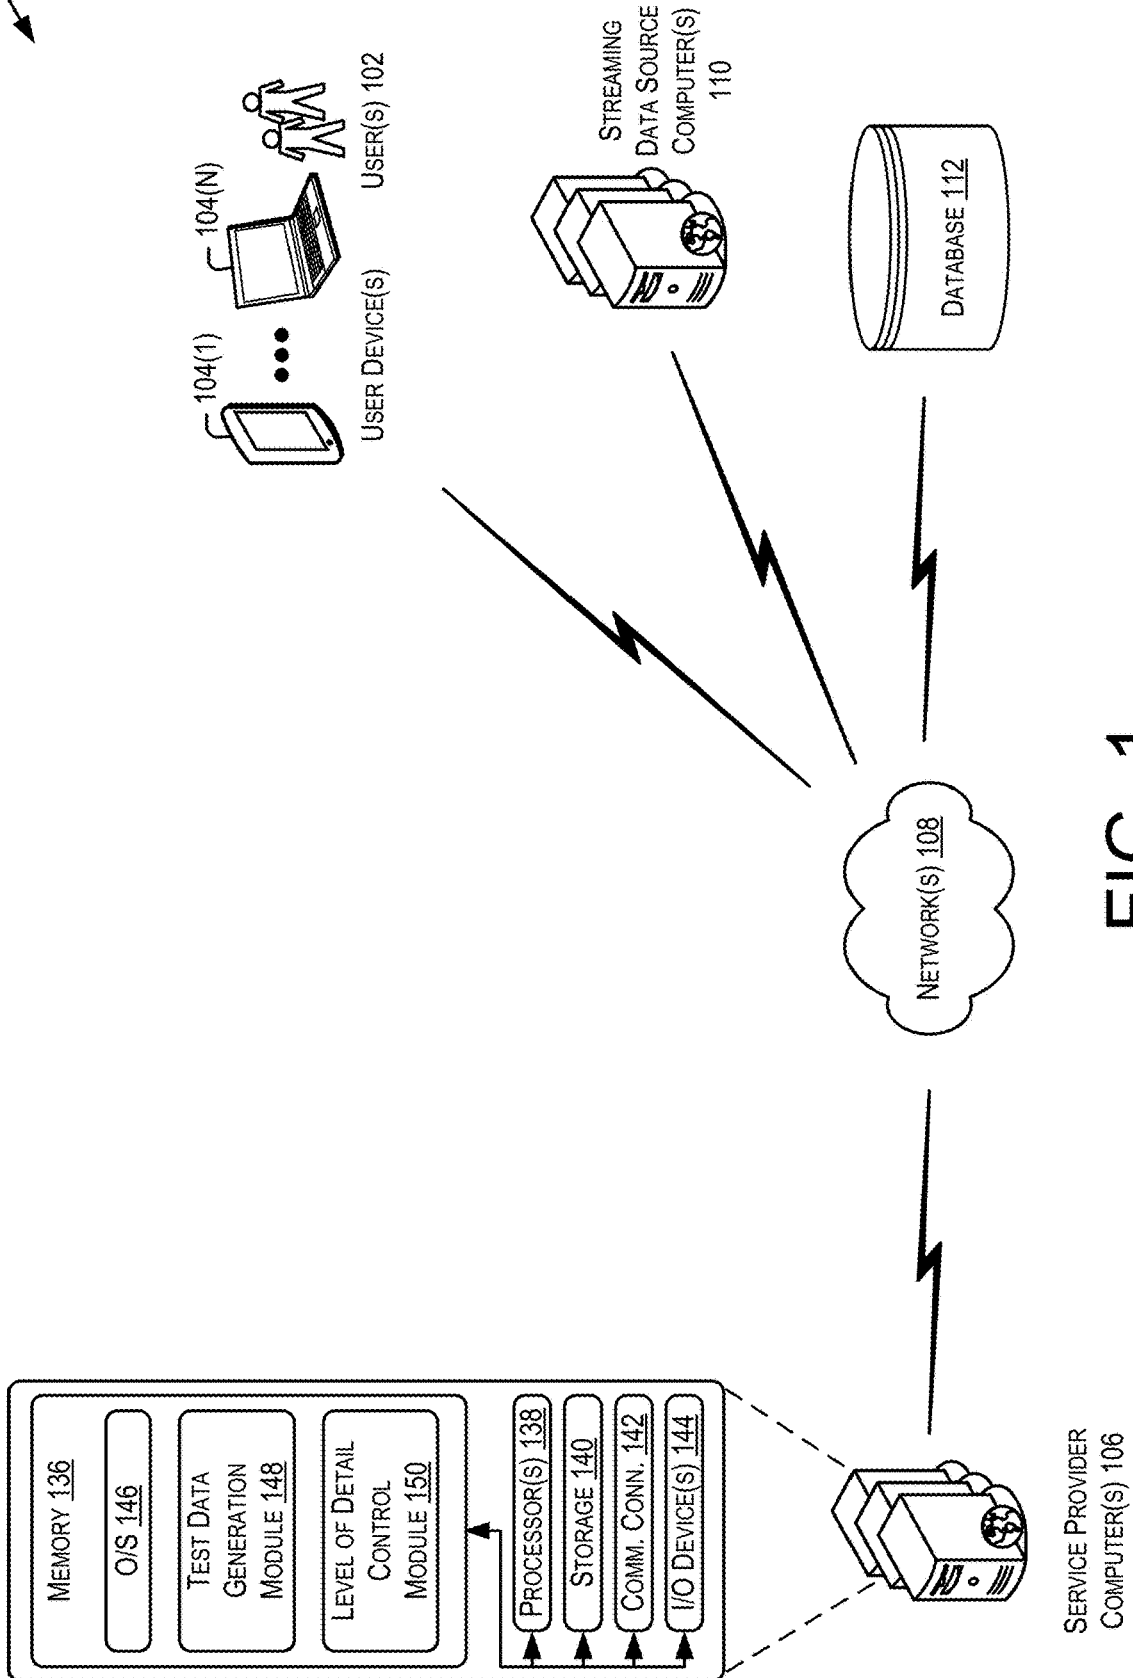 MEMORY 136
O/S 146
TEST DATA
GENERATION
MODULE 148
LEVEL OF DETAIL
CONTROL
MODULE 150
PROCESSOR(S) 138
STORAGE 140
COMM. CONN. 142
I/O DEVICE(S) 144
SERVICE PROVIDER
COMPUTER(S) 106
NETWORK(S) 108
104(1)
104(N)
USER DEVICE(S)
USER(S) 102
STREAMING
DATA SOURCE
COMPUTER(S)
110
DATABASE 112
FIG. 1